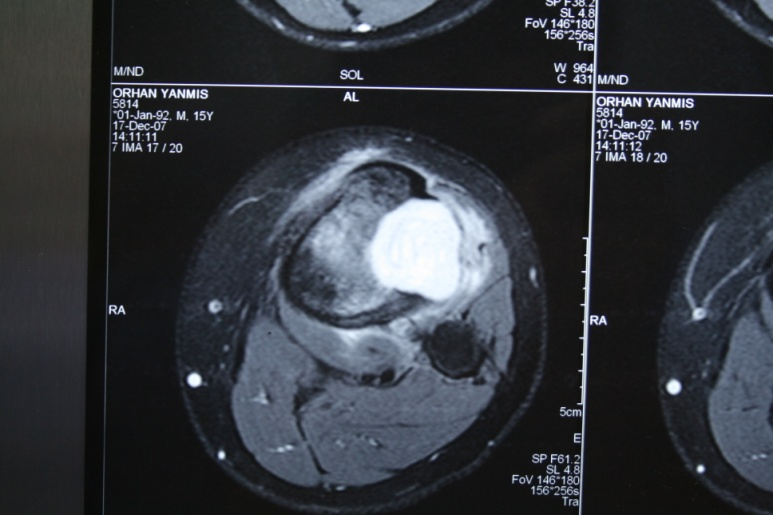 SP F38.2
SL 4.8
FoV 146*180
156*256s
Tra
W 964
C 431
M/ND
SOL
M/ND
ORHAN YANMIS
5814
*01-Jan-92, M, 15Y
17-Dec-07
14:11:11
7 IMA 17 / 20
AL
RA
5cm
E
SP F61.2
SL 4.8
FoV 146*180
156*256s
Tra
ORHAN YANMIS
5814
*01-Jan-92, M, 15Y
17-Dec-07
14:11:12
7 IMA 18 / 20
RA